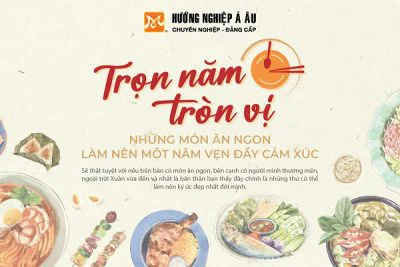 HƯỚNG NGHIỆP Á ÂU
CHUYÊN NGHIỆP - ĐẲNG CẤP
Trọn năm
tròn vị
NHỮNG MÓN ĂN NGON
LÀM NÊN MỘT NĂM VẸN ĐẦY CẢM XÚC
Sẽ thật tuyệt vời nếu trên bàn có món ăn ngon, bên cạnh có người mình thương mến,
ngoài trời Xuân vừa đến và nhất là bản thân bạn thấy đây chính là những thứ có thể
làm nên ký ức đẹp nhất đời mình.